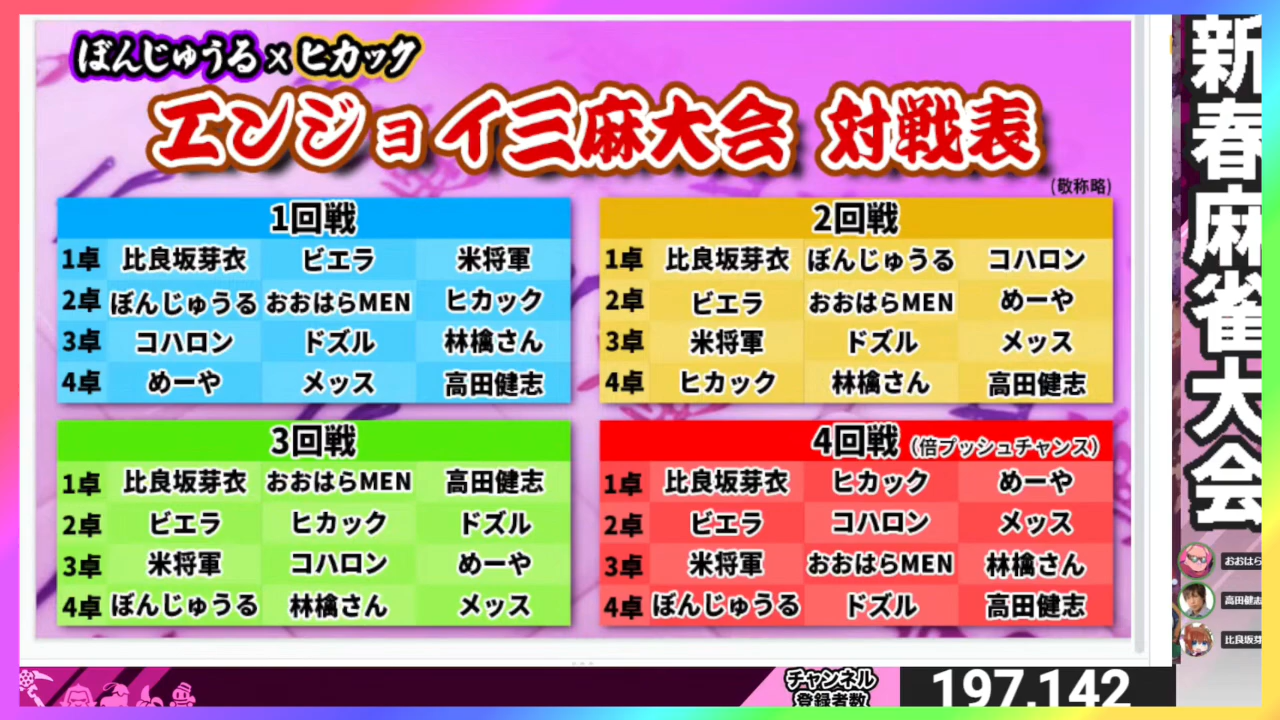 ぼんじゅうる×ヒカック
エンジョイ三麻大会 対戦表
(敬称略)
1回戦
1卓 比良坂芽衣 ビエラ 米将軍
2卓 ぼんじゅうる おおはらMEN ヒカック
3卓 コハロン ドズル 林檎さん
4卓 めーや メッス 高田健志
2回戦
1卓 比良坂芽衣 ぼんじゅうる コハロン
2卓 ビエラ おおはらMEN めーや
3卓 米将軍 ドズル メッス
4卓 ヒカック 林檎さん 高田健志
3回戦
1卓 比良坂芽衣 おおはらMEN 高田健志
2卓 ビエラ ヒカック ドズル
3卓 米将軍 コハロン めーや
4卓 ぼんじゅうる 林檎さん メッス
4回戦 (倍プッシュチャンス)
1卓 比良坂芽衣 ヒカック めーや
2卓 ビエラ コハロン メッス
3卓 米将軍 おおはらMEN 林檎さん
4卓 ぼんじゅうる ドズル 高田健志
新春麻雀大会
おおはら
高田健志
比良坂芽
チャンネル
登録者数
197,142